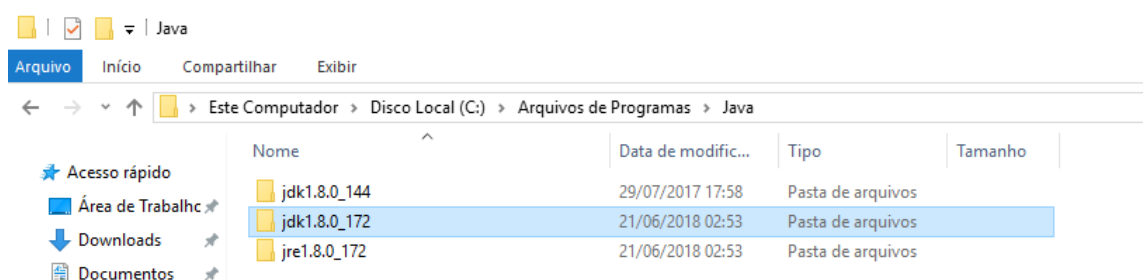 Java
Arquivo Início Compartilhar Exibir
Este Computador > Disco Local (C:) > Arquivos de Programas > Java
Nome Data de modific... Tipo Tamanho
Acesso rápido
jdk1.8.0_144 29/07/2017 17:58 Pasta de arquivos
Área de Trabalhc
jdk1.8.0_172 21/06/2018 02:53 Pasta de arquivos
Downloads
jre1.8.0_172 21/06/2018 02:53 Pasta de arquivos
Documentos